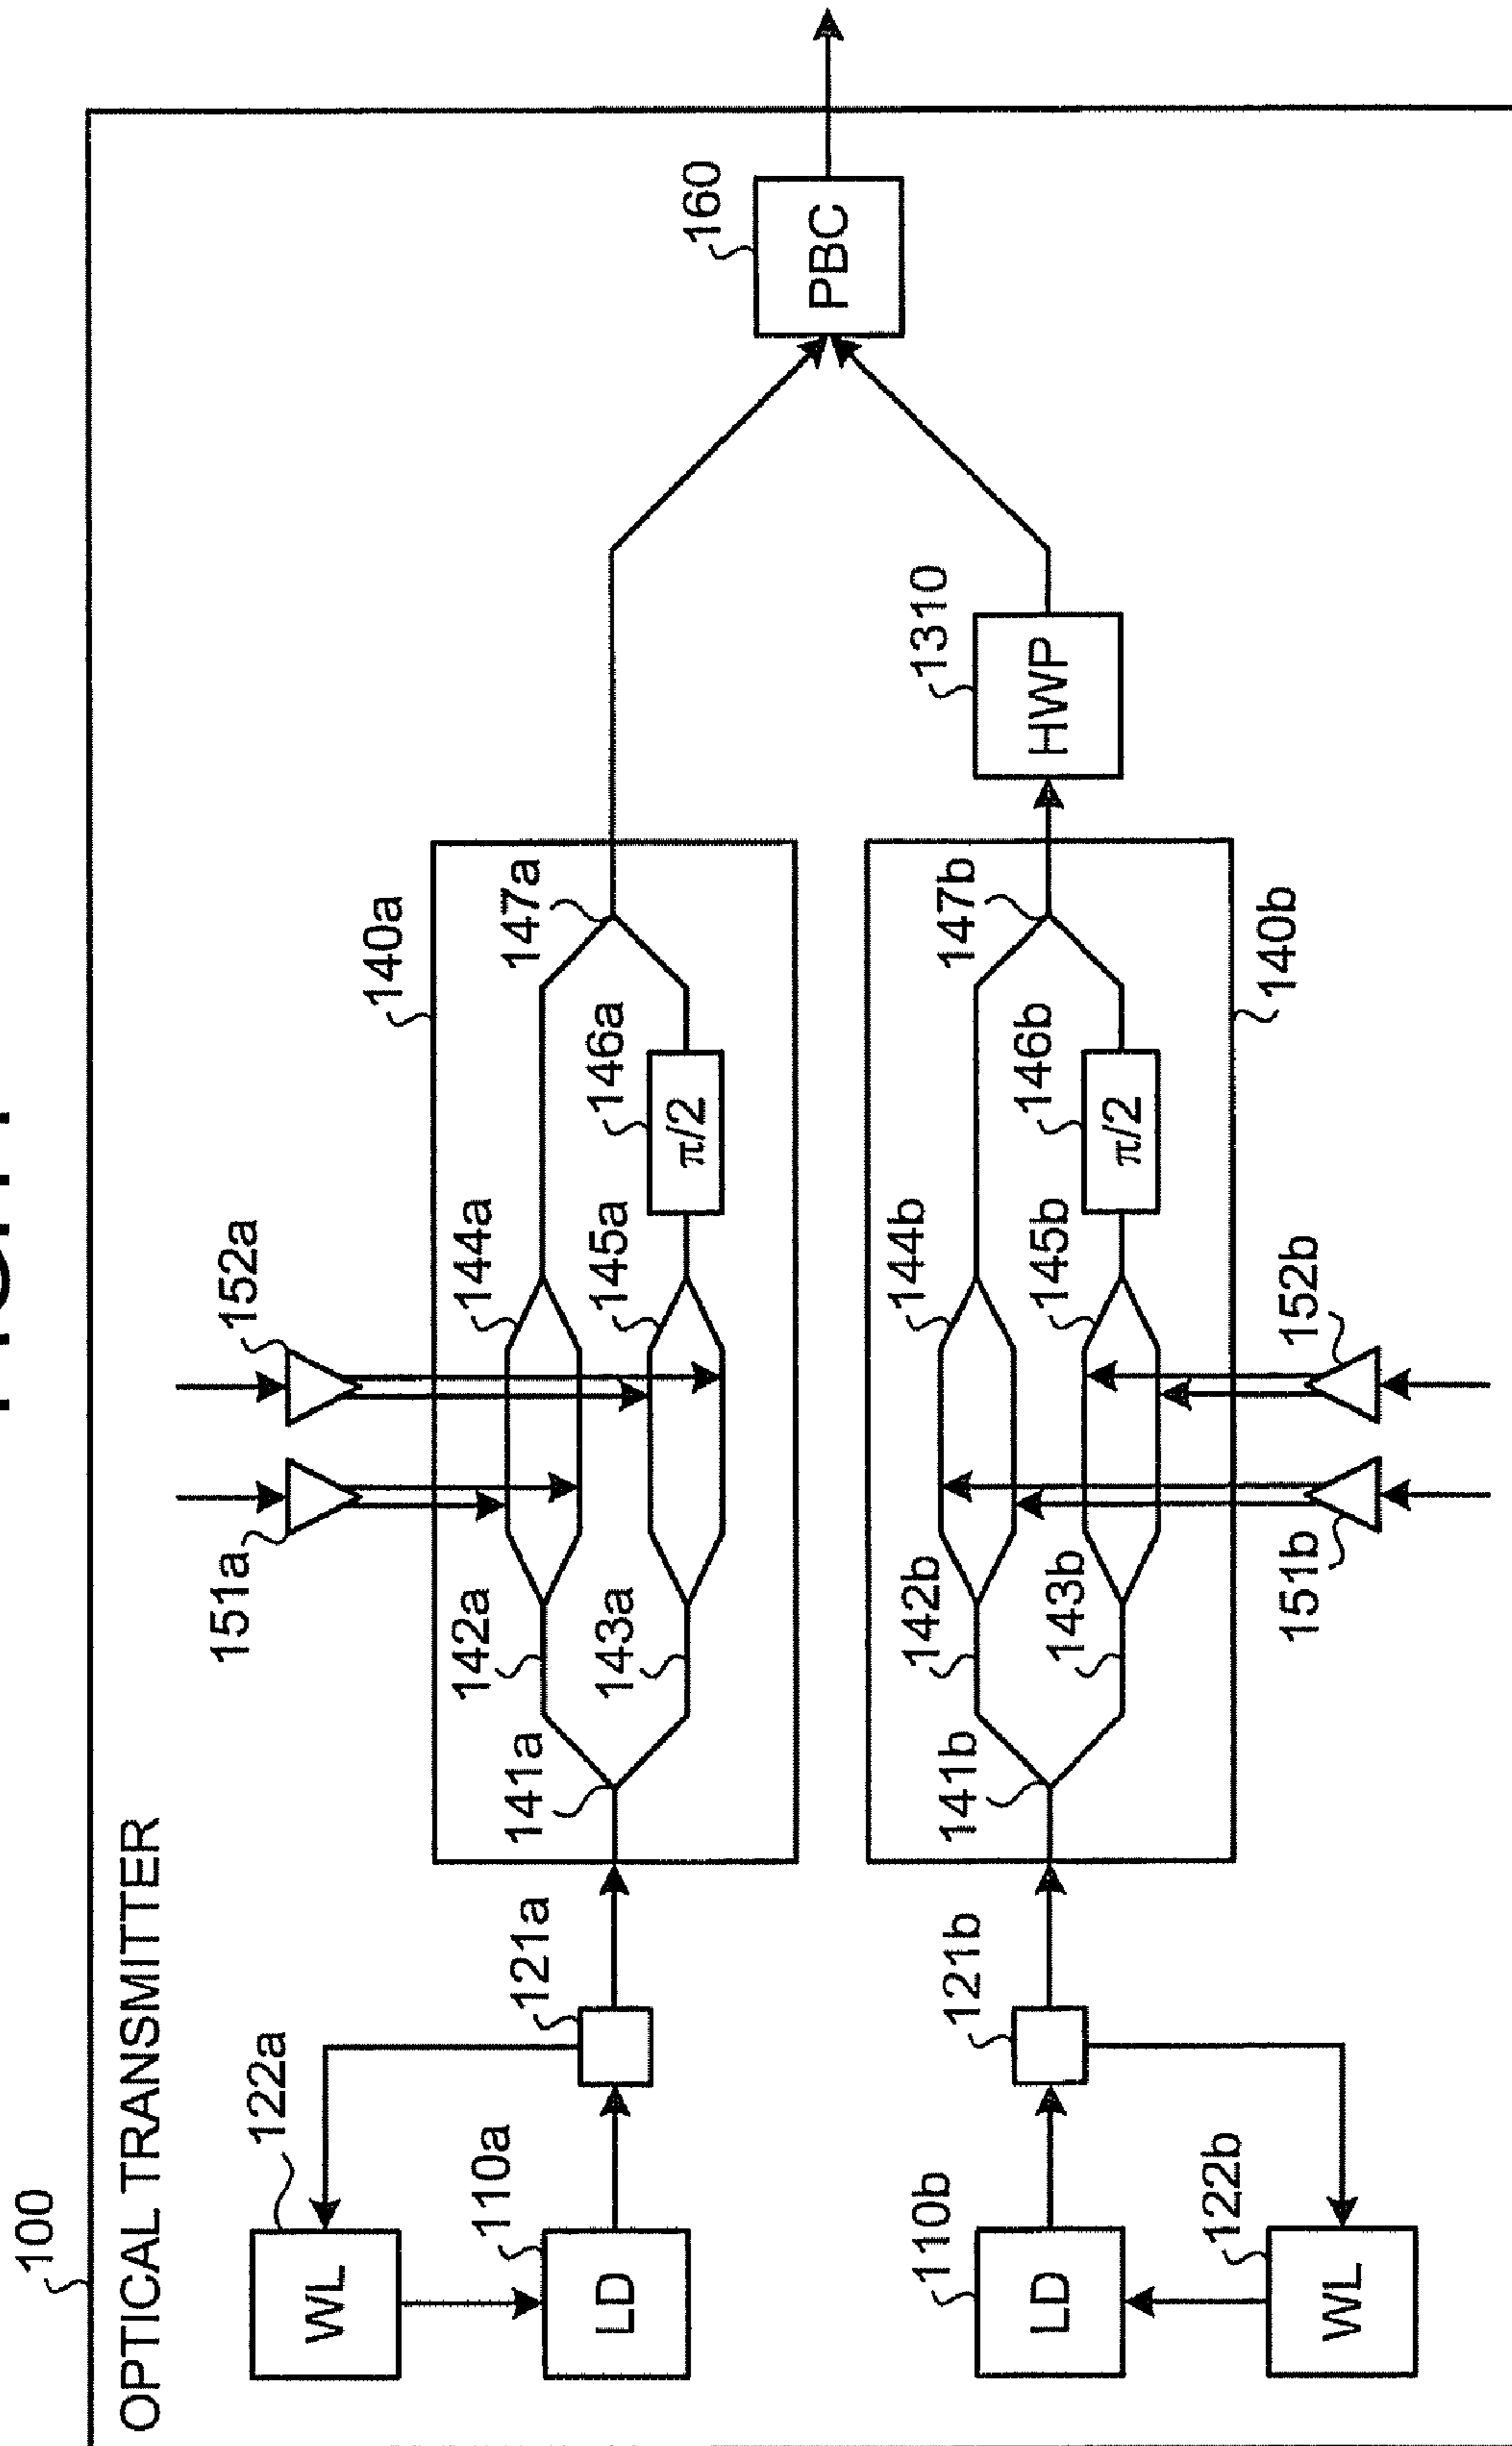 100
OPTICAL TRANSMITTER
WL
122a
LD
110a
121a
151a
152a
140a
141a
142a
143a
144a
145a
146a
π/2
147a
LD
110b
WL
122b
121b
140b
141b
142b
143b
144b
145b
146b
π/2
147b
151b
152b
HWP
1310
PBC
160